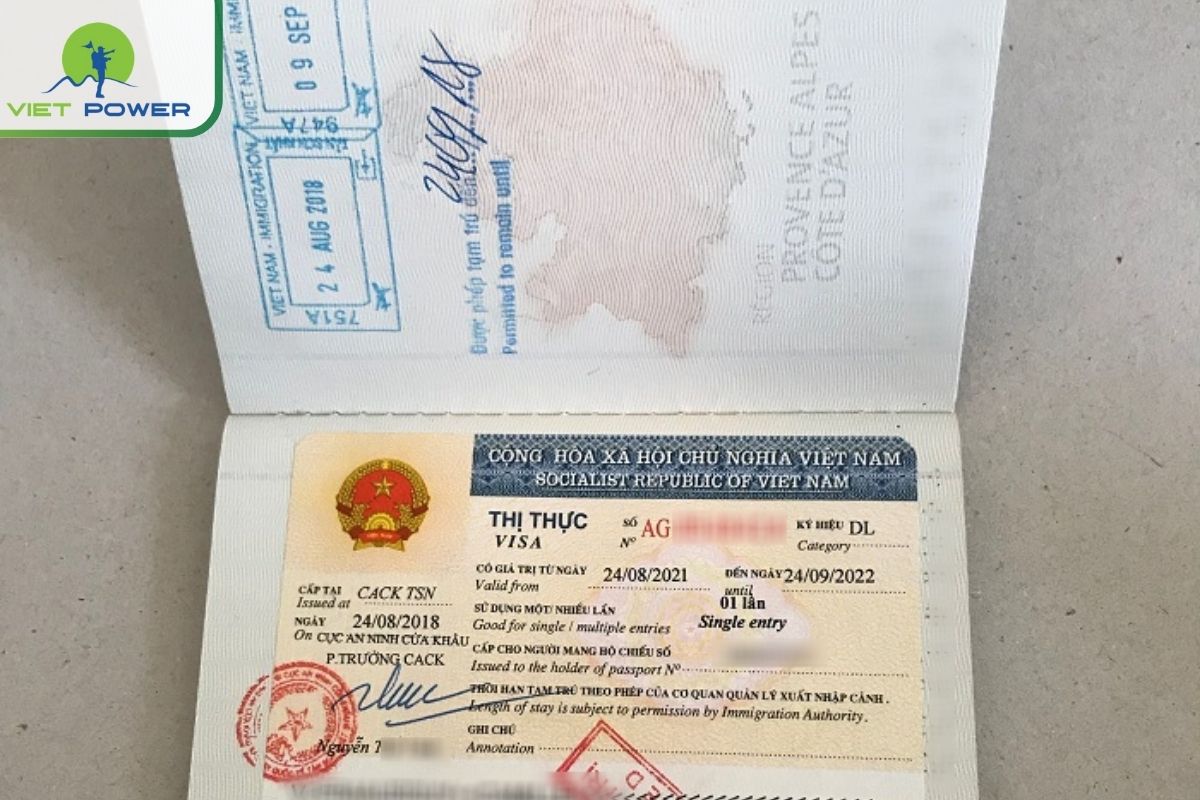 VIET POWER
VIET NAM - IMM
09 SEP
947A
VIET NAM - IMMIGRATION
24 AUG 2018
751A
240918
Được phép tạm trú đến
Permitted to remain until
RÉGION
PROVENCE ALPES
CÔTE D'AZUR
CỘNG HÒA XÃ HỘI CHỦ NGHĨA VIỆT NAM
SOCIALIST REPUBLIC OF VIET NAM
THỊ THỰC
VISA
SỐ
Nº
AG
KÝ HIỆU DL
Category
CÓ GIÁ TRỊ TỪ NGÀY 24/08/2021 ĐẾN NGÀY 24/09/2022
Valid from until
CẤP TẠI CACK TSN
Issued at
SỬ DỤNG MỘT/ NHIỀU LẦN 01 lần
Good for single / multiple entries Single entry
NGÀY 24/08/2018
On CỤC AN NINH CỬA KHẨU
P.TRƯỞNG CACK
CẤP CHO NGƯỜI MANG HỘ CHIẾU SỐ
Issued to the holder of passport Nº
THỜI HẠN TẠM TRÚ THEO PHÉP CỦA CƠ QUAN QUẢN LÝ XUẤT NHẬP CẢNH .
Length of stay is subject to permission by Immigration Authority.
GHI CHÚ
Annotation
Nguyễn T